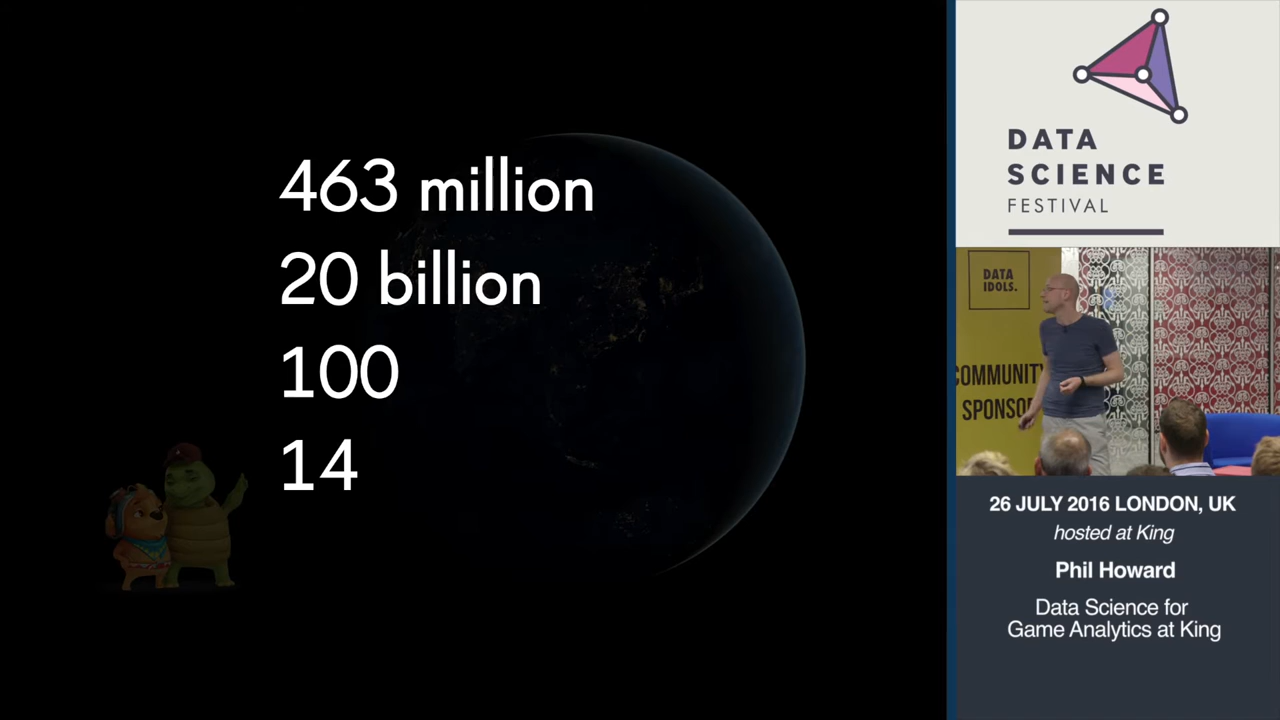 463 million
20 billion
100
14
DATA
SCIENCE
FESTIVAL
DATA
IDOLS.
COMMUNITY
SPONSO
26 JULY 2016 LONDON, UK
hosted at King
Phil Howard
Data Science for
Game Analytics at King